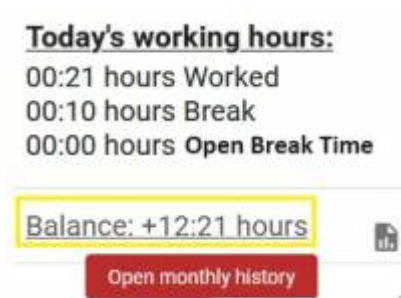 Today's working hours:
00:21 hours Worked
00:10 hours Break
00:00 hours Open Break Time
Balance: +12:21 hours
Open monthly history